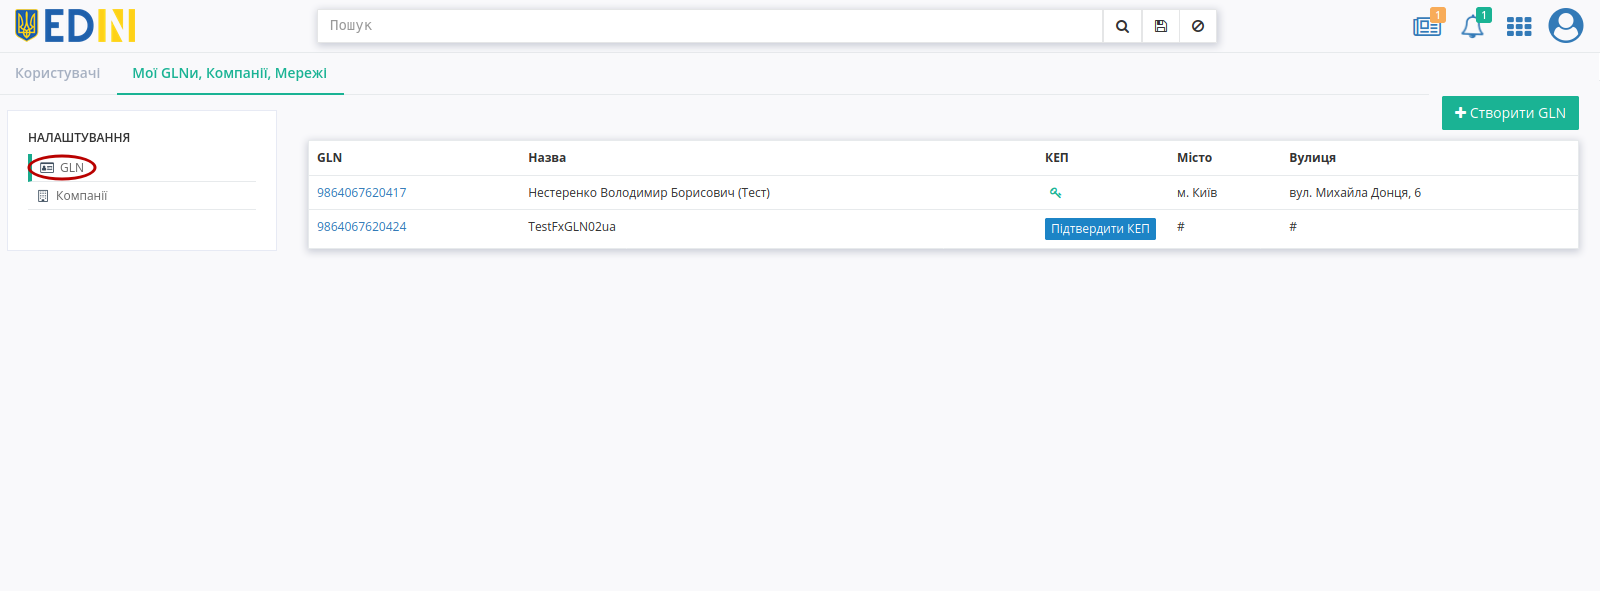 EDIN
Пошук
1
1
Користувачі Мої GLNи, Компанії, Мережі
Створити GLN
НАЛАШТУВАННЯ
GLN
Компанії
GLN Назва КЕП Місто Вулиця
9864067620417 Нестеренко Володимир Борисович (Тест) м. Київ вул. Михайла Донця, 6
9864067620424 TestFxGLN02ua Підтвердити КЕП # #